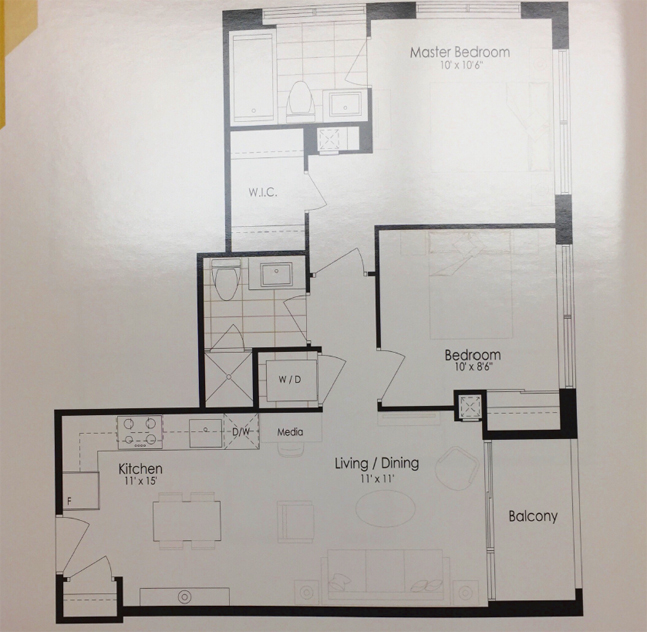 Master Bedroom
10' x 10'6"
W.I.C.
Bedroom
10' x 8'6"
W / D
D/W
Media
Kitchen
11' x 15'
Living / Dining
11' x 11'
F
Balcony